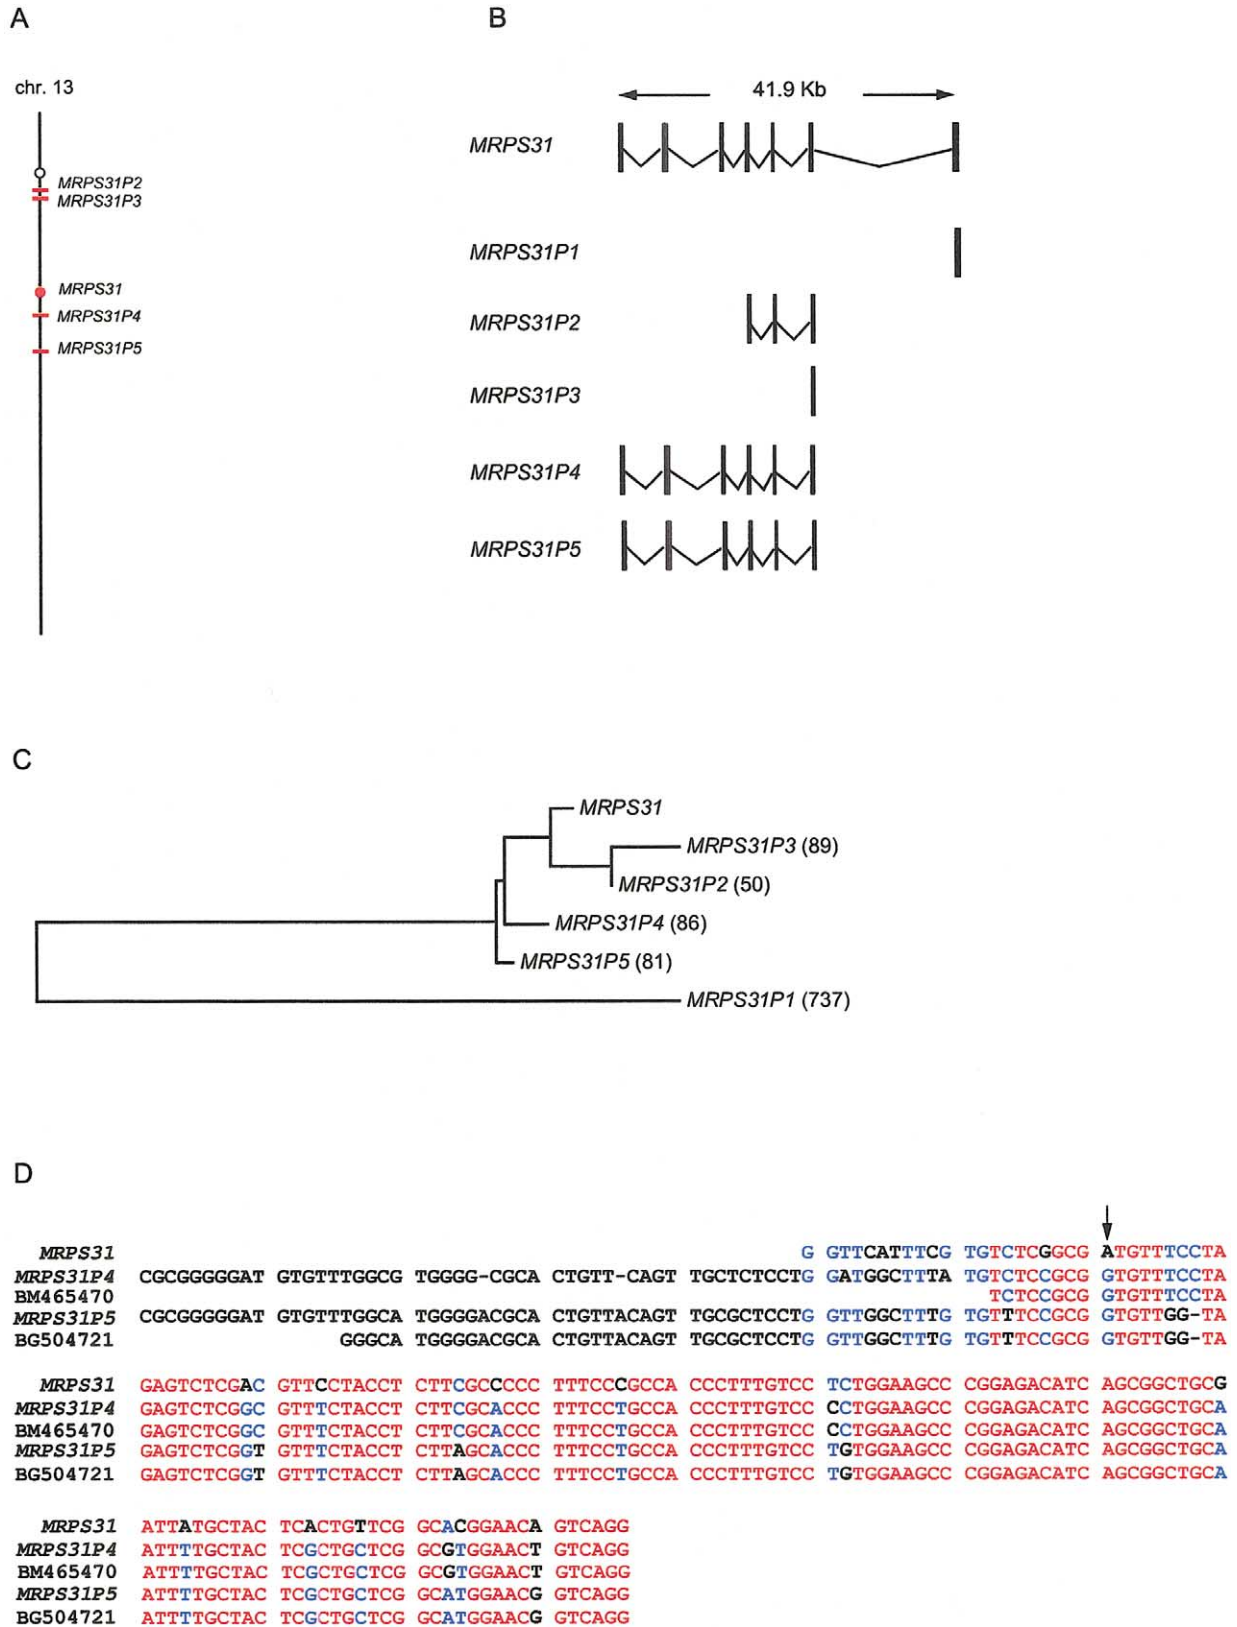 A
B
chr. 13
MRPS31P2
MRPS31P3
MRPS31
MRPS31P4
MRPS31P5
41.9 Kb
MRPS31
MRPS31P1
MRPS31P2
MRPS31P3
MRPS31P4
MRPS31P5
C
MRPS31
MRPS31P3 (89)
MRPS31P2 (50)
MRPS31P4 (86)
MRPS31P5 (81)
MRPS31P1 (737)
D
MRPS31 G GTTCATTTCG TGTCTCGGCG ATGTTTCCTA
MRPS31P4 CGCGGGGGAT GTGTTTGGCG TGGGG-CGCA CTGTT-CAGT TGCTCTCCTG GATGGCTTTA TGTCTCCGCG GTGTTTCCTA
BM465470 TCTCCGCG GTGTTTCCTA
MRPS31P5 CGCGGGGGAT GTGTTTGGCA TGGGGACGCA CTGTTACAGT TGCGCTCCTG GTTGGCTTTG TGTTTCCGCG GTGTTGG-TA
BG504721 GGGCA TGGGGACGCA CTGTTACAGT TGCGCTCCTG GTTGGCTTTG TGTTTCCGCG GTGTTGG-TA
MRPS31 GAGTCTCGAC GTTCCTACCT CTTCGCCCCC TTTCCCGCCA CCCTTTGTCC TCTGGAAGCC CGGAGACATC AGCGGCTGCG
MRPS31P4 GAGTCTCGGC GTTTCTACCT CTTCGCACCC TTTCCTGCCA CCCTTTGTCC CCTGGAAGCC CGGAGACATC AGCGGCTGCA
BM465470 GAGTCTCGGC GTTTCTACCT CTTCGCACCC TTTCCTGCCA CCCTTTGTCC CCTGGAAGCC CGGAGACATC AGCGGCTGCA
MRPS31P5 GAGTCTCGGT GTTTCTACCT CTTAGCACCC TTTCCTGCCA CCCTTTGTCC TGTGGAAGCC CGGAGACATC AGCGGCTGCA
BG504721 GAGTCTCGGT GTTTCTACCT CTTAGCACCC TTTCCTGCCA CCCTTTGTCC TGTGGAAGCC CGGAGACATC AGCGGCTGCA
MRPS31 ATTATGCTAC TCACTGTTCG GCACGGAACA GTCAGG
MRPS31P4 ATTTTGCTAC TCGCTGCTCG GCGTGGAACT GTCAGG
BM465470 ATTTTGCTAC TCGCTGCTCG GCGTGGAACT GTCAGG
MRPS31P5 ATTTTGCTAC TCGCTGCTCG GCATGGAACG GTCAGG
BG504721 ATTTTGCTAC TCGCTGCTCG GCATGGAACG GTCAGG